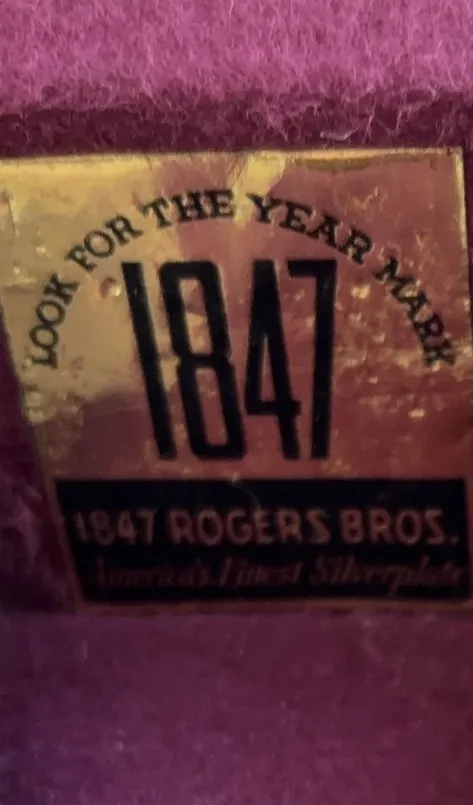 LOOK FOR THE YEAR MARK
1847
1847 ROGERS BROS.
America's Finest Silverplate